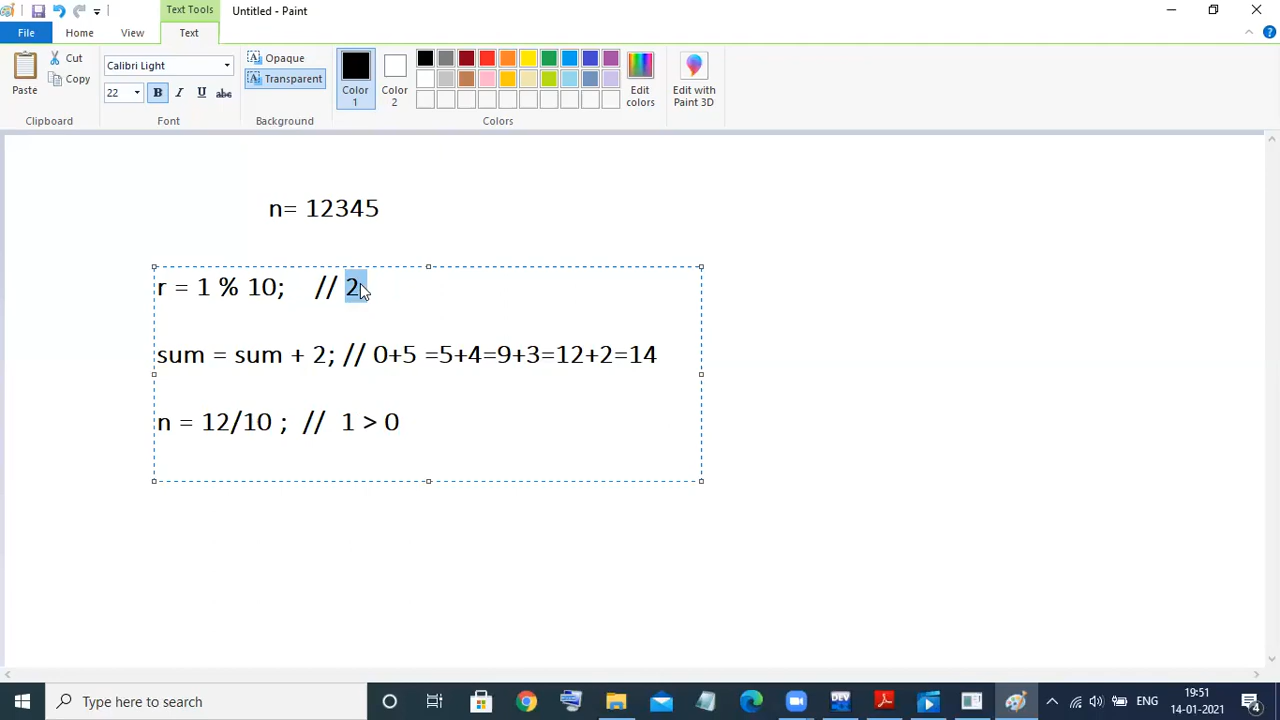 Text Tools
Untitled - Paint
File
Home
View
Text
Paste
Cut
Copy
Clipboard
Calibri Light
22
B I U abc
Font
Opaque
Transparent
Background
Color 1
Color 2
Edit colors
Colors
Edit with Paint 3D
n= 12345
r = 1 % 10; // 2
sum = sum + 2; // 0+5 =5+4=9+3=12+2=14
n = 12/10 ; // 1 > 0
Type here to search
DEV
ENG
19:51
14-01-2021
4